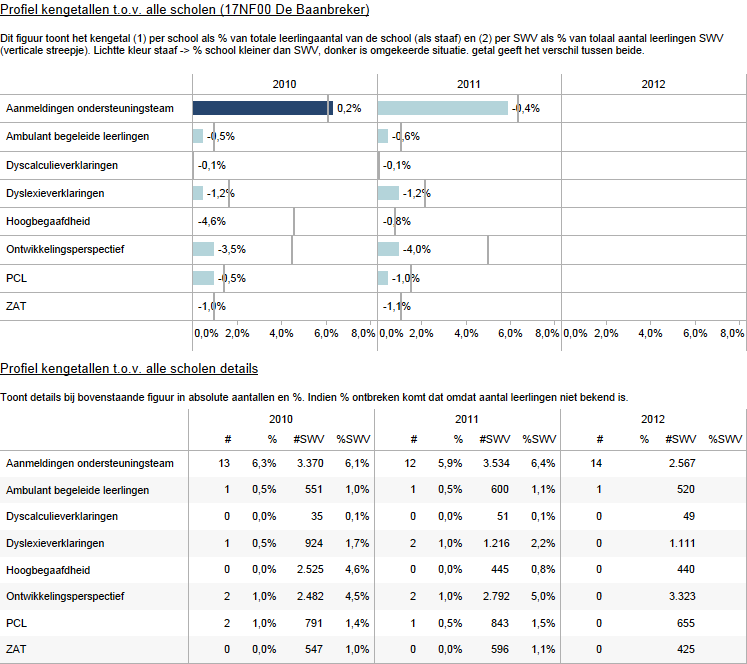 Profiel kengetallen t.o.v. alle scholen (17NF00 De Baanbreker)
Dit figuur toont het kengetal (1) per school als % van totale leerlingaantal van de school (als staaf) en (2) per SWV als % van tolaal aantal leerlingen SWV
(verticale streepje). Lichtte kleur staaf -> % school kleiner dan SWV, donker is omgekeerde situatie. getal geeft het verschil tussen beide.
2010 2011 2012
Aanmeldingen ondersteuningsteam 0,2% -0,4%
Ambulant begeleide leerlingen -0,5% -0,6%
Dyscalculieverklaringen -0,1% -0,1%
Dyslexieverklaringen -1,2% -1,2%
Hoogbegaafdheid -4,6% -0,8%
Ontwikkelingsperspectief -3,5% -4,0%
PCL -0,5% -1,0%
ZAT -1,0% -1,1%
0,0% 2,0% 4,0% 6,0% 8,0% 0,0% 2,0% 4,0% 6,0% 8,0% 0,0% 2,0% 4,0% 6,0% 8,0%
Profiel kengetallen t.o.v. alle scholen details
Toont details bij bovenstaande figuur in absolute aantallen en %. Indien % ontbreken komt dat omdat aantal leerlingen niet bekend is.
2010 2011 2012
# % #SWV %SWV # % #SWV %SWV # % #SWV %SWV
Aanmeldingen ondersteuningsteam 13 6,3% 3.370 6,1% 12 5,9% 3.534 6,4% 14 2.567
Ambulant begeleide leerlingen 1 0,5% 551 1,0% 1 0,5% 600 1,1% 1 520
Dyscalculieverklaringen 0 0,0% 35 0,1% 0 0,0% 51 0,1% 0 49
Dyslexieverklaringen 1 0,5% 924 1,7% 2 1,0% 1.216 2,2% 0 1.111
Hoogbegaafdheid 0 0,0% 2.525 4,6% 0 0,0% 445 0,8% 0 440
Ontwikkelingsperspectief 2 1,0% 2.482 4,5% 2 1,0% 2.792 5,0% 0 3.323
PCL 2 1,0% 791 1,4% 1 0,5% 843 1,5% 0 655
ZAT 0 0,0% 547 1,0% 0 0,0% 596 1,1% 0 425